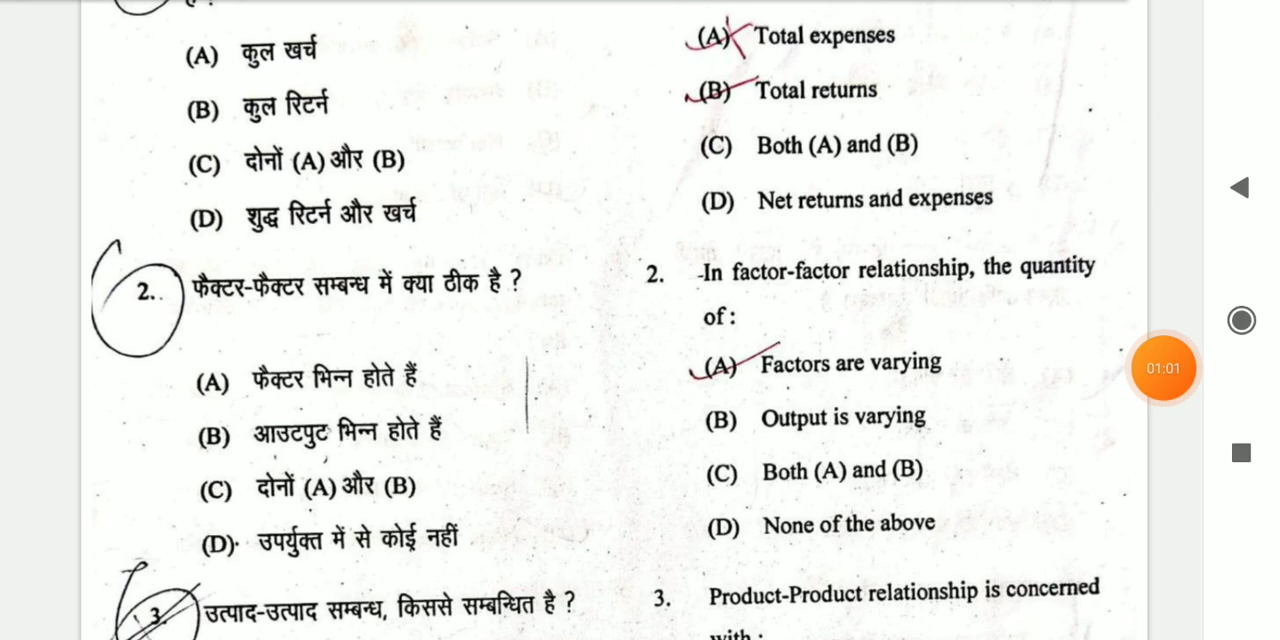 (A) कुल खर्च
(B) कुल रिटर्न
(C) दोनों (A) और (B)
(D) शुद्ध रिटर्न और खर्च
2. फैक्टर-फैक्टर सम्बन्ध में क्या ठीक है ?
(A) फैक्टर भिन्न होते हैं
(B) आउटपुट भिन्न होते हैं
(C) दोनों (A) और (B)
(D) उपर्युक्त में से कोई नहीं
3. उत्पाद-उत्पाद सम्बन्ध, किससे सम्बन्धित है ?
(A) Total expenses
(B) Total returns
(C) Both (A) and (B)
(D) Net returns and expenses
2. In factor-factor relationship, the quantity
of :
(A) Factors are varying
(B) Output is varying
(C) Both (A) and (B)
(D) None of the above
3. Product-Product relationship is concerned
with :
01:01